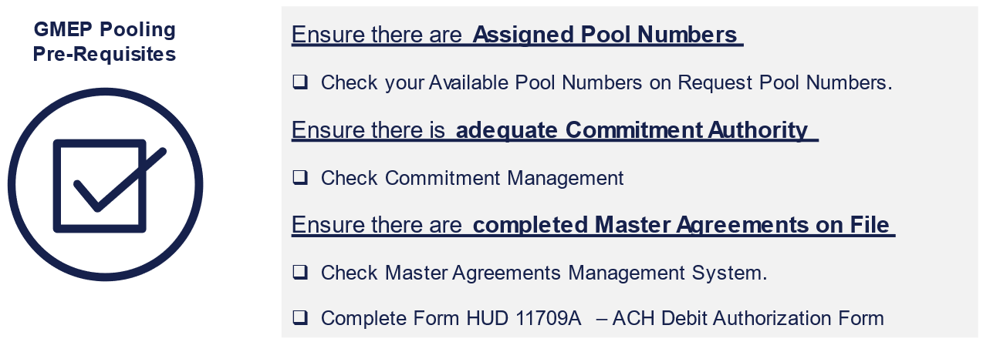 GMEP Pooling
Pre-Requisites
Ensure there are Assigned Pool Numbers
❑ Check your Available Pool Numbers on Request Pool Numbers.
Ensure there is adequate Commitment Authority
❑ Check Commitment Management
Ensure there are completed Master Agreements on File
❑ Check Master Agreements Management System.
❑ Complete Form HUD 11709A – ACH Debit Authorization Form